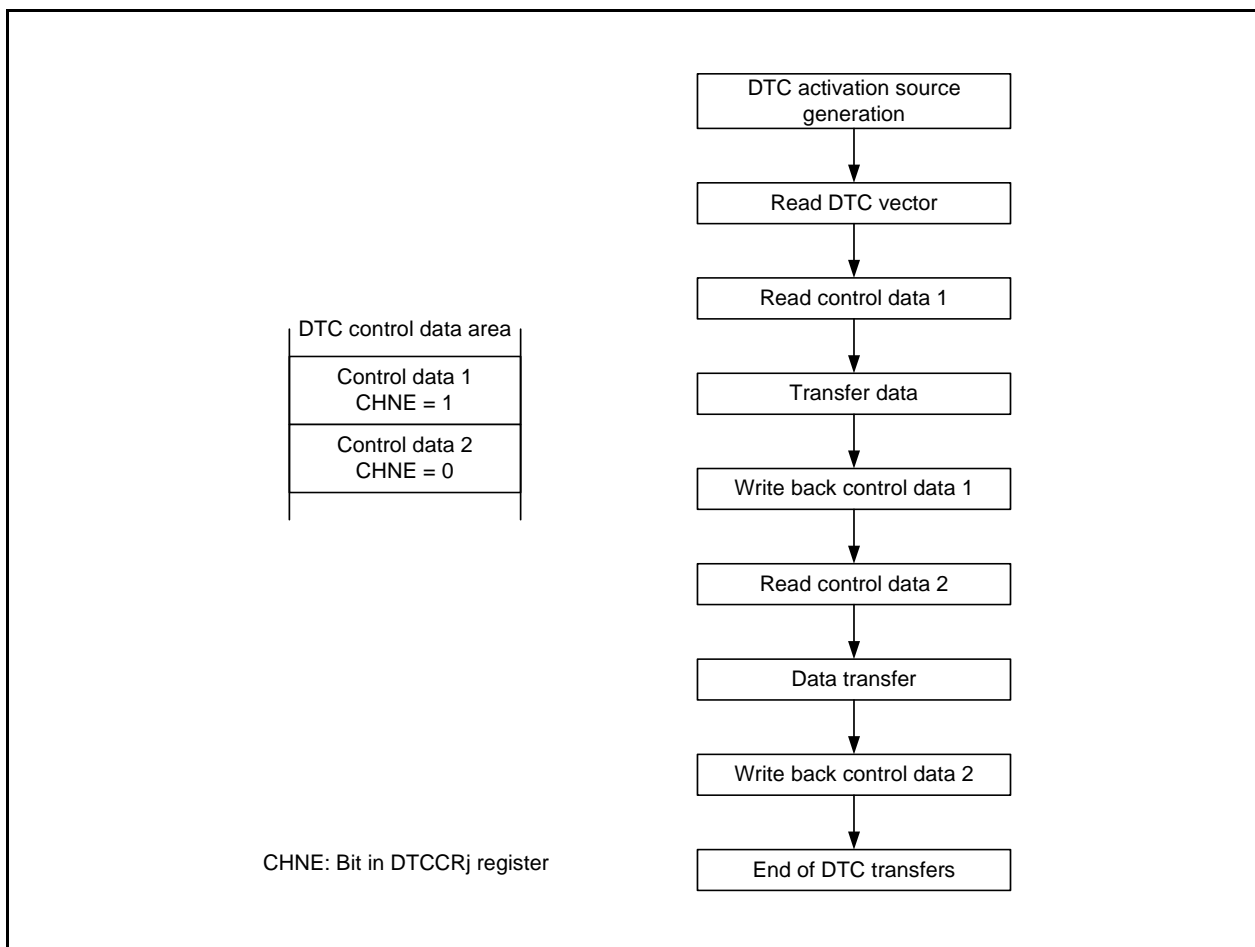 DTC activation source
generation
Read DTC vector
Read control data 1
Transfer data
Write back control data 1
Read control data 2
Data transfer
Write back control data 2
End of DTC transfers
DTC control data area
Control data 1
CHNE = 1
Control data 2
CHNE = 0
CHNE: Bit in DTCCRj register